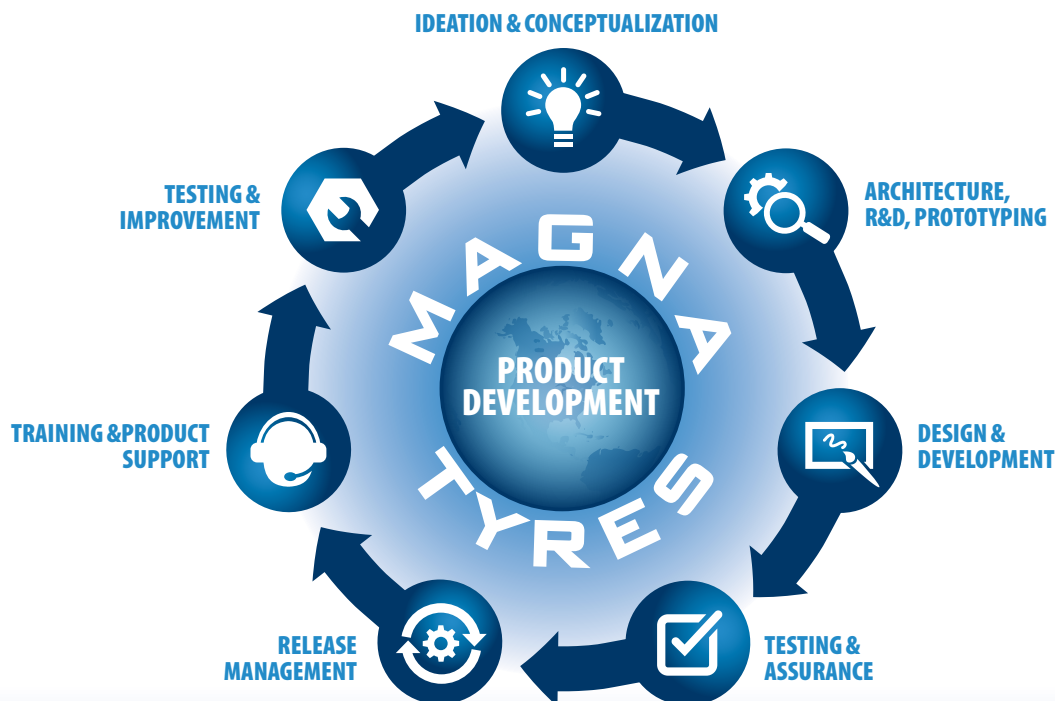 IDEATION & CONCEPTUALIZATION
ARCHITECTURE,
R&D, PROTOTYPING
DESIGN &
DEVELOPMENT
TESTING &
ASSURANCE
RELEASE
MANAGEMENT
TRAINING &PRODUCT
SUPPORT
TESTING &
IMPROVEMENT
MAGNA
PRODUCT
DEVELOPMENT
TYRES